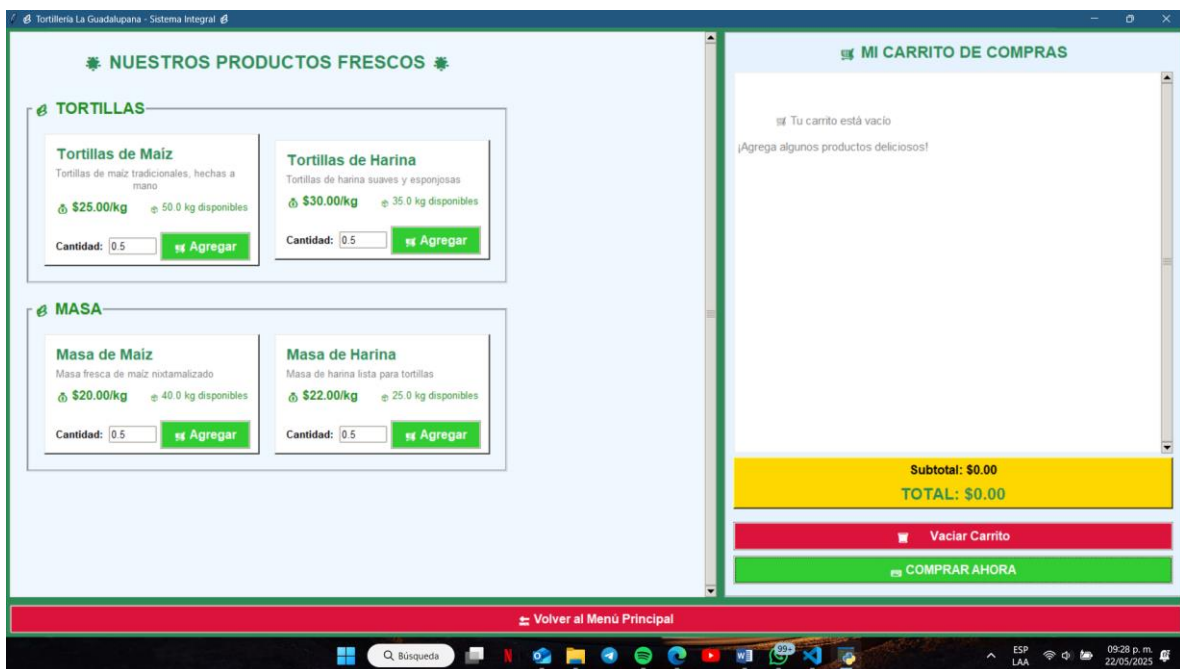 Tortillería La Guadalupana - Sistema Integral
NUESTROS PRODUCTOS FRESCOS
TORTILLAS
Tortillas de Maíz
Tortillas de maíz tradicionales, hechas a
mano
$25.00/kg 50.0 kg disponibles
Cantidad: 0.5 Agregar
Tortillas de Harina
Tortillas de harina suaves y esponjosas
$30.00/kg 35.0 kg disponibles
Cantidad: 0.5 Agregar
MASA
Masa de Maíz
Masa fresca de maíz nixtamalizado
$20.00/kg 40.0 kg disponibles
Cantidad: 0.5 Agregar
Masa de Harina
Masa de harina lista para tortillas
$22.00/kg 25.0 kg disponibles
Cantidad: 0.5 Agregar
MI CARRITO DE COMPRAS
Tu carrito está vacío
¡Agrega algunos productos deliciosos!
Subtotal: $0.00
TOTAL: $0.00
Vaciar Carrito
COMPRAR AHORA
Volver al Menú Principal
Búsqueda
99+
ESP
LAA
09:28 p. m.
22/05/2025